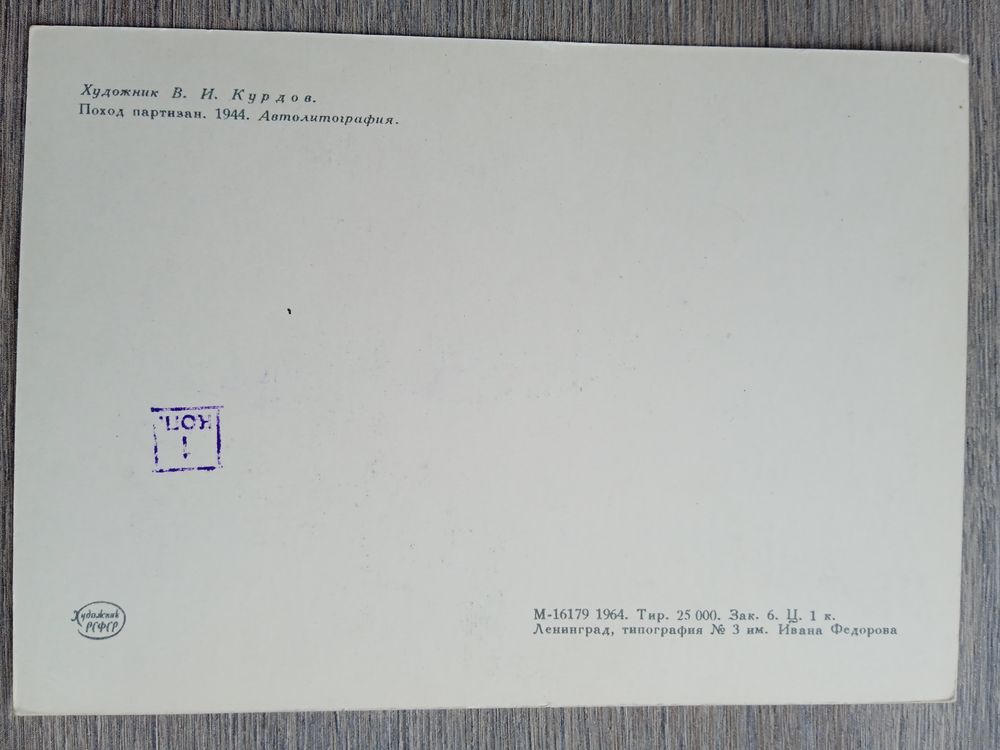 Художник В. И. Курдов.
Поход партизан. 1944. Автолитография.
1
КОП.
Художник
РСФСР
М-16179 1964. Тир. 25 000. Зак. 6. Ц. 1 к.
Ленинград, типография № 3 им. Ивана Федорова